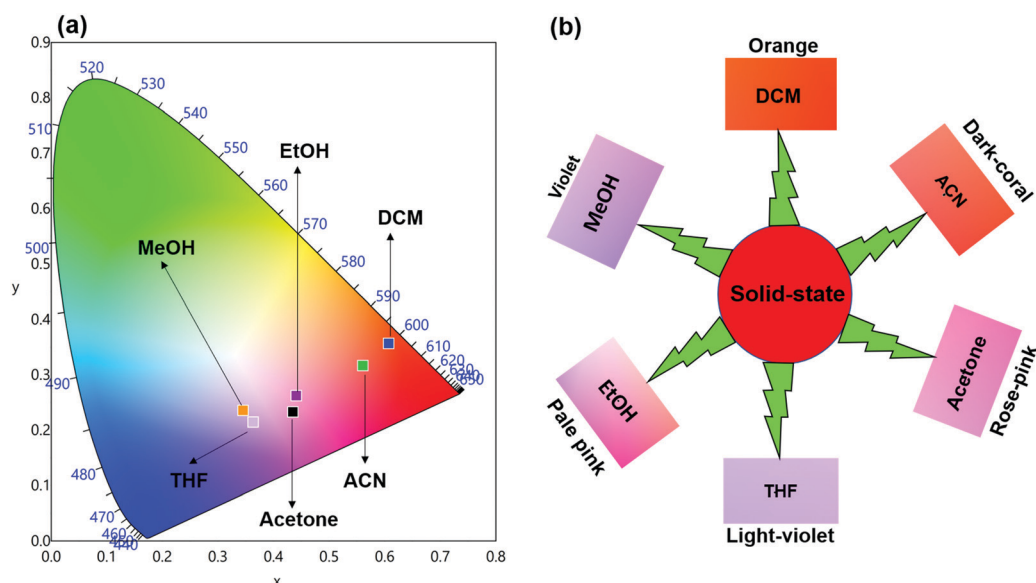 (a)
0.9
0.8
0.7
0.6
0.5
0.4
0.3
0.2
0.1
0.0
y
0.0
0.1
0.2
0.3
0.4
0.5
0.6
0.7
0.8
x
520
530
540
550
560
570
580
590
600
610
620
630
510
500
490
480
470
460
440
650
EtOH
DCM
MeOH
THF
Acetone
ACN
(b)
Orange
DCM
Dark-coral
ACN
Rose-pink
Acetone
Light-violet
THF
Pale pink
EtOH
Violet
MeOH
Solid-state